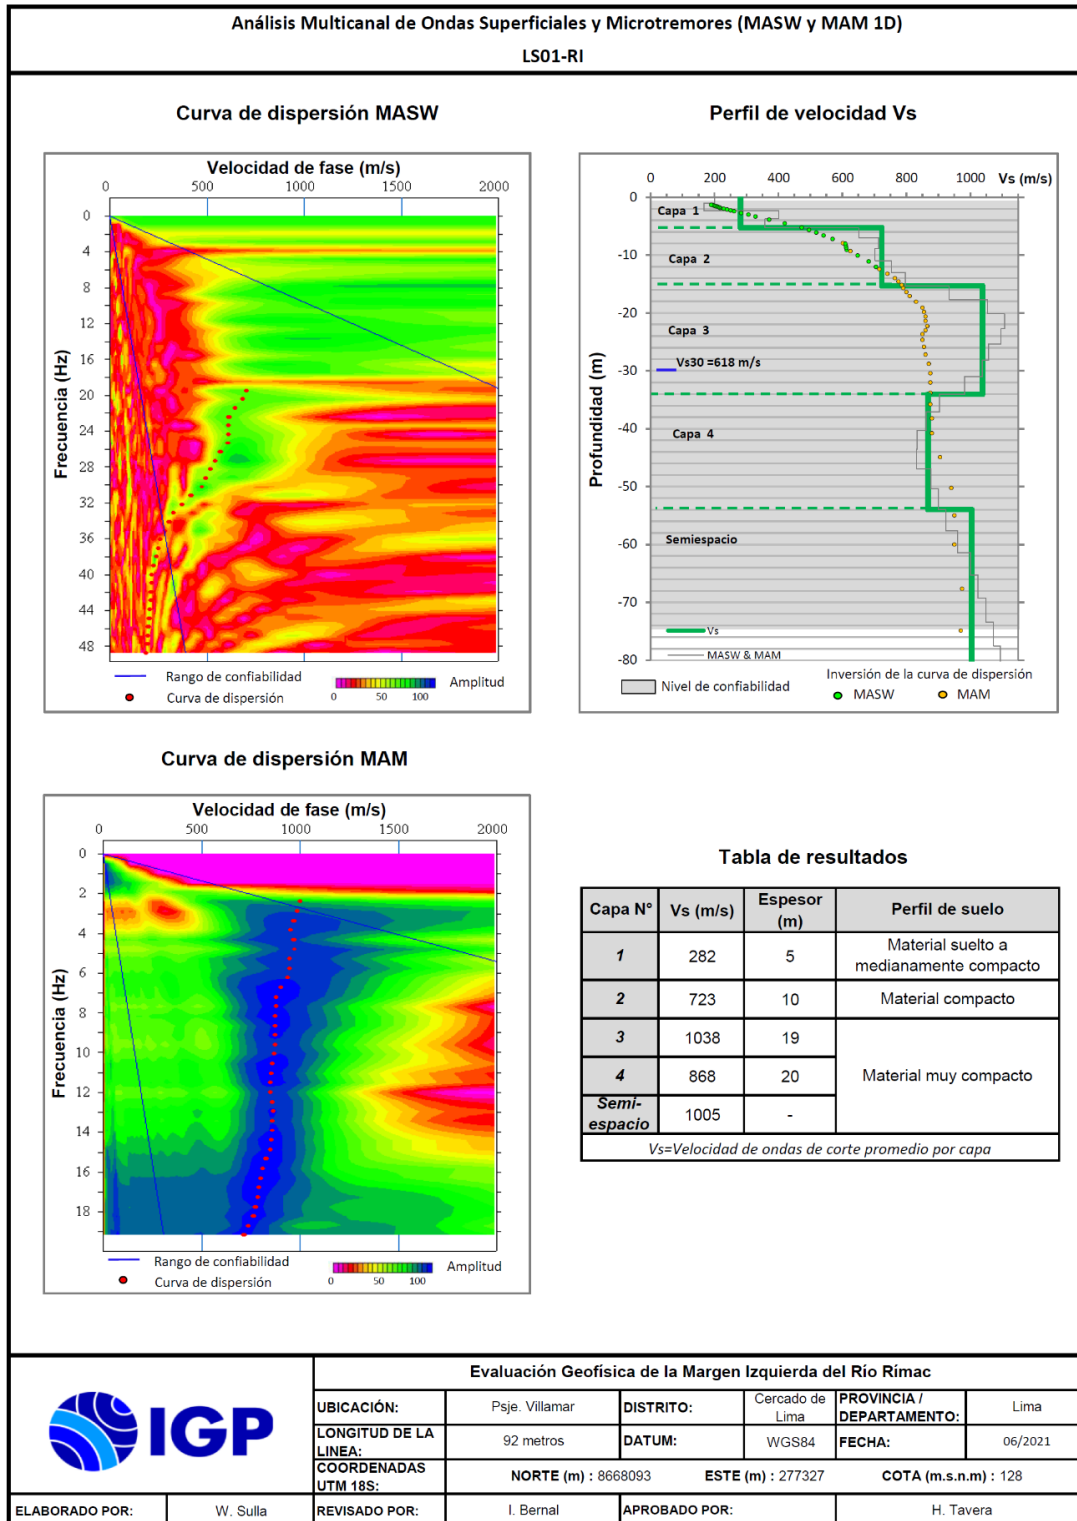 Análisis Multicanal de Ondas Superficiales y Microtremores (MASW y MAM 1D)
LS01-RI
Curva de dispersión MASW
Velocidad de fase (m/s)
0 500 1000 1500 2000
Frecuencia (Hz)
0
4
8
12
16
20
24
28
32
36
40
44
48
Rango de confiabilidad
Curva de dispersión
0 50 100
Amplitud
Perfil de velocidad Vs
0 200 400 600 800 1000 Vs (m/s)
Profundidad (m)
0
-10
-20
-30
-40
-50
-60
-70
-80
Capa 1
Capa 2
Capa 3
Vs30 =618 m/s
Capa 4
Semiespacio
Vs
MASW & MAM
Nivel de confiabilidad
Inversión de la curva de dispersión
MASW MAM
Curva de dispersión MAM
Velocidad de fase (m/s)
0 500 1000 1500 2000
Frecuencia (Hz)
0
2
4
6
8
10
12
14
16
18
Rango de confiabilidad
Curva de dispersión
0 50 100
Amplitud
Tabla de resultados
Capa N° Vs (m/s) Espesor (m) Perfil de suelo
1 282 5 Material suelto a medianamente compacto
2 723 10 Material compacto
3 1038 19
4 868 20 Material muy compacto
Semi-espacio 1005 -
Vs=Velocidad de ondas de corte promedio por capa
IGP
Evaluación Geofísica de la Margen Izquierda del Río Rímac
UBICACIÓN: Psje. Villamar DISTRITO: Cercado de Lima PROVINCIA / DEPARTAMENTO: Lima
LONGITUD DE LA LINEA: 92 metros DATUM: WGS84 FECHA: 06/2021
COORDENADAS UTM 18S: NORTE (m) : 8668093 ESTE (m) : 277327 COTA (m.s.n.m) : 128
ELABORADO POR: W. Sulla REVISADO POR: I. Bernal APROBADO POR: H. Tavera